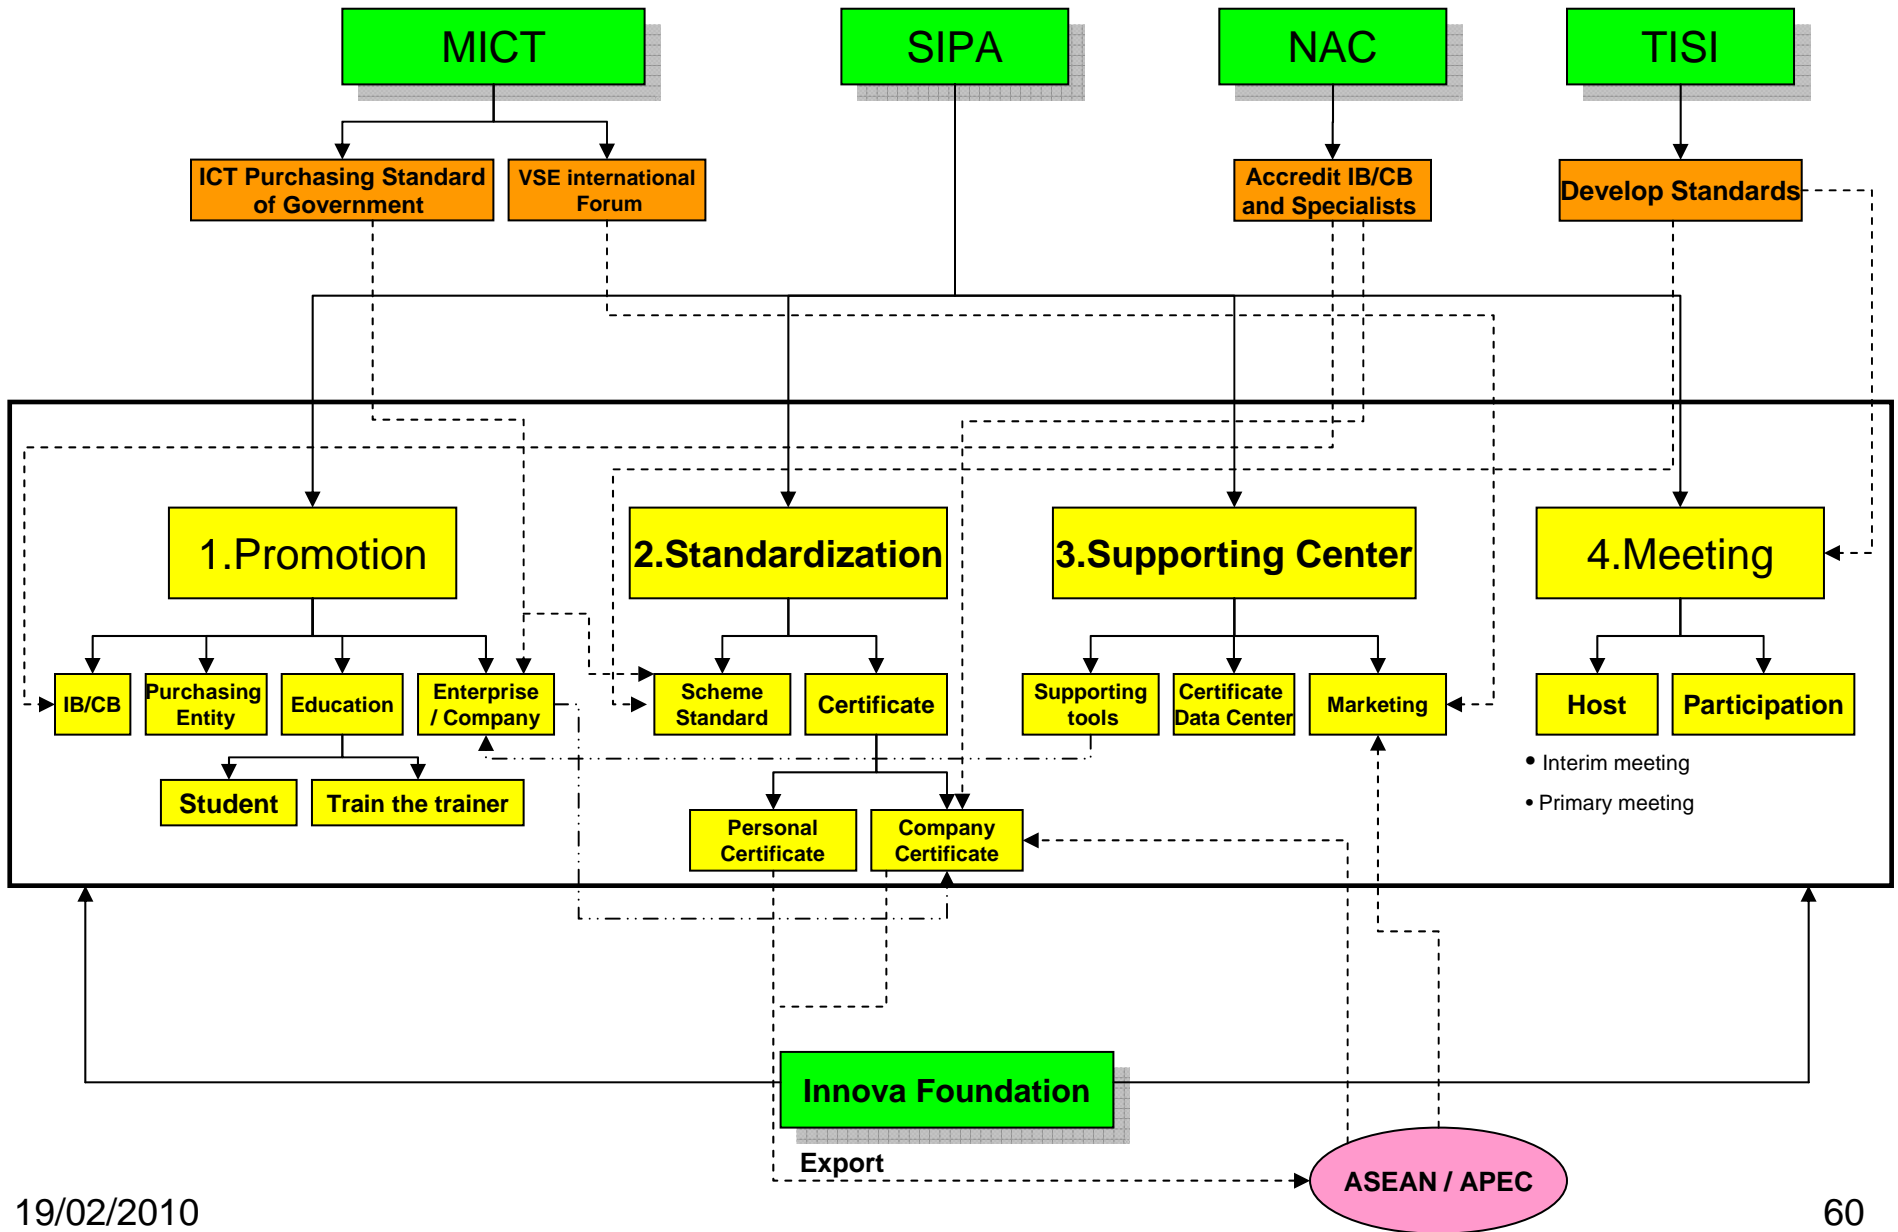 MICT
SIPA
NAC
TISI
ICT Purchasing Standard
of Government
VSE international
Forum
Accredit IB/CB
and Specialists
Develop Standards
1.Promotion
2.Standardization
3.Supporting Center
4.Meeting
IB/CB
Purchasing
Entity
Education
Enterprise
/ Company
Scheme
Standard
Certificate
Supporting
tools
Certificate
Data Center
Marketing
Host
Participation
Student
Train the trainer
Personal
Certificate
Company
Certificate
• Interim meeting
• Primary meeting
Innova Foundation
Export
ASEAN / APEC
19/02/2010
60